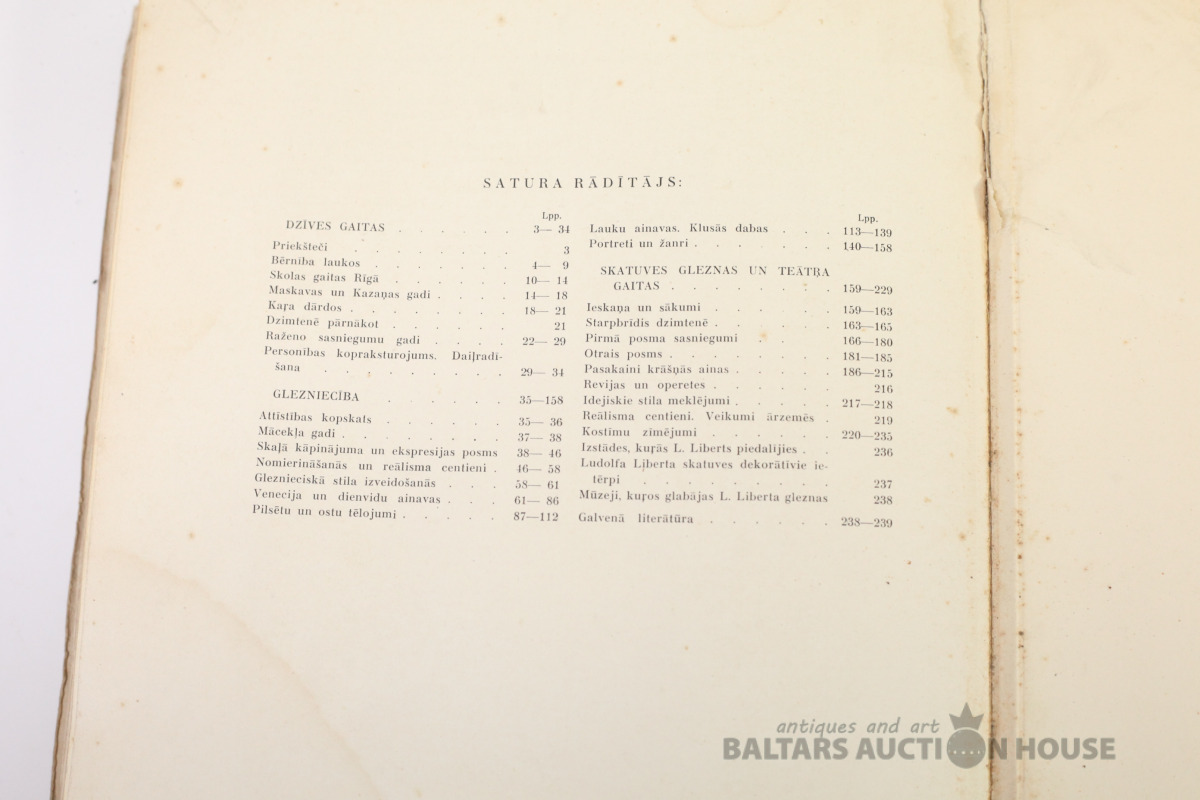 SATURA RĀDĪTĀJS:
Lpp.
DZĪVES GAITAS . . . . . . 3— 34
Priekšteči . . . . . . . . 3
Bērnība laukos . . . . . . . 4— 9
Skolas gaitas Rīgā . . . . . . 10— 14
Maskavas un Kazaņas gadi . . . . 14— 18
Kaŗa dārdos . . . . . . . . 18— 21
Dzimtenē pārnākot . . . . . . 21
Raženo sasniegumu gadi . . . . 22— 29
Personības kopraksturojums. Daiļradī-
šana . . . . . . . . . 29— 34
GLEZNIECĪBA . . . . . . 35—158
Attīstības kopskats . . . . . . 35— 36
Mācekļa gadi . . . . . . . . 37— 38
Skaļā kāpinājuma un ekspresijas posms 38— 46
Nomierināšanās un reālisma centieni . 46— 58
Glezniecìskā stila izveidošanās . . . 58— 61
Venecija un dienvidu ainavas . . . 61— 86
Pilsētu un ostu tēlojumi . . . . . 87—112
Lpp.
Lauku ainavas. Klusās dabas . . . 113—139
Portreti un žanri . . . . . . . 140—158
SKATUVES GLEZNAS UN TEĀTŖA
GAITAS . . . . . . . . 159—229
Ieskaņa un sākumi . . . . . . 159—163
Starpbrīdis dzimtenē . . . . . . 163—165
Pirmā posma sasniegumi . . . 166—180
Otrais posms . . . . . . . . 181—185
Pasakaini krāšņās ainas . . . . . 186—215
Revijas un operetes . . . . . . 216
Idejiskie stila meklējumi . . . . . 217—218
Reālisma centieni. Veikumi ārzemēs . 219
Kostīmu zīmējumi . . . . . . 220—235
Izstādes, kuŗās L. Liberts piedalījies . . 236
Ludolfa Liberta skatuves dekorātīvie ie-
tērpi . . . . . . . . . 237
Mūzeji, kuŗos glabājas L. Liberta gleznas 238
Galvenā literātūra . . . . . . 238—239
antiques and art
BALTARS AUCTION HOUSE